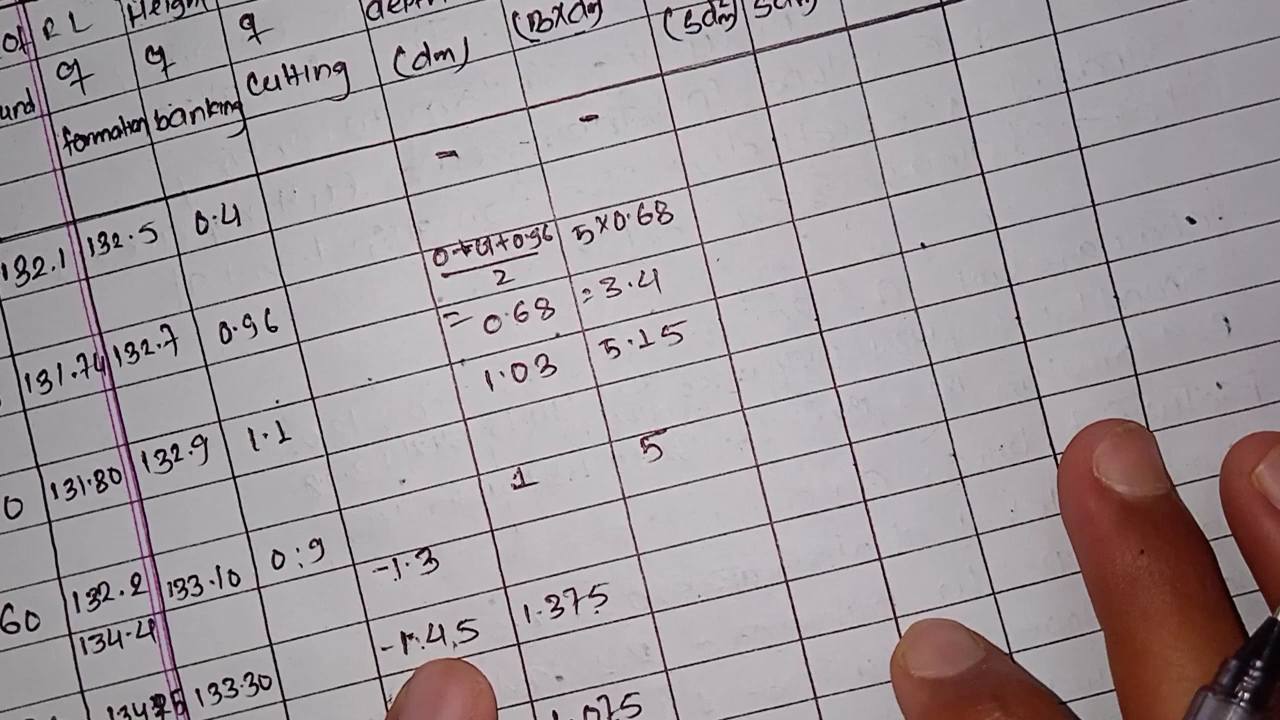 of RL Height
of of of
depth (B×dm)
(Sdm²) Sdm
(dm)
formation banking cutting
- -
132.1 132.5 0.4
0.4+0.96 5×0.68
2
= 0.68 = 3.4
131.74 132.7 0.96
1.03 5.15
0 131.80 132.9 1.1
1 5
60 132.2 133.10 0.9 -1.3
134.4 -1.45 1.375
133.30
.075